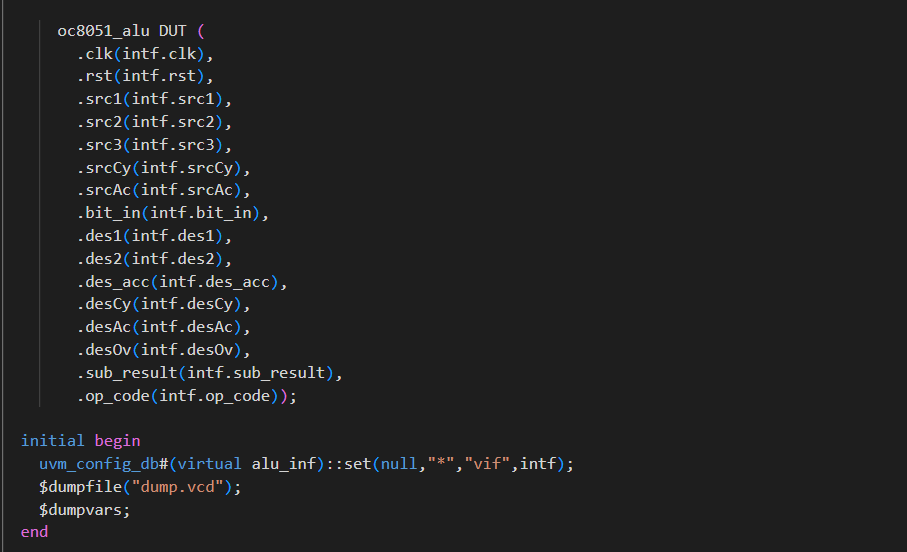 oc8051_alu DUT (
.clk(intf.clk),
.rst(intf.rst),
.src1(intf.src1),
.src2(intf.src2),
.src3(intf.src3),
.srcCy(intf.srcCy),
.srcAc(intf.srcAc),
.bit_in(intf.bit_in),
.des1(intf.des1),
.des2(intf.des2),
.des_acc(intf.des_acc),
.desCy(intf.desCy),
.desAc(intf.desAc),
.desOv(intf.desOv),
.sub_result(intf.sub_result),
.op_code(intf.op_code));
initial begin
uvm_config_db#(virtual alu_inf)::set(null,"*","vif",intf);
$dumpfile("dump.vcd");
$dumpvars;
end